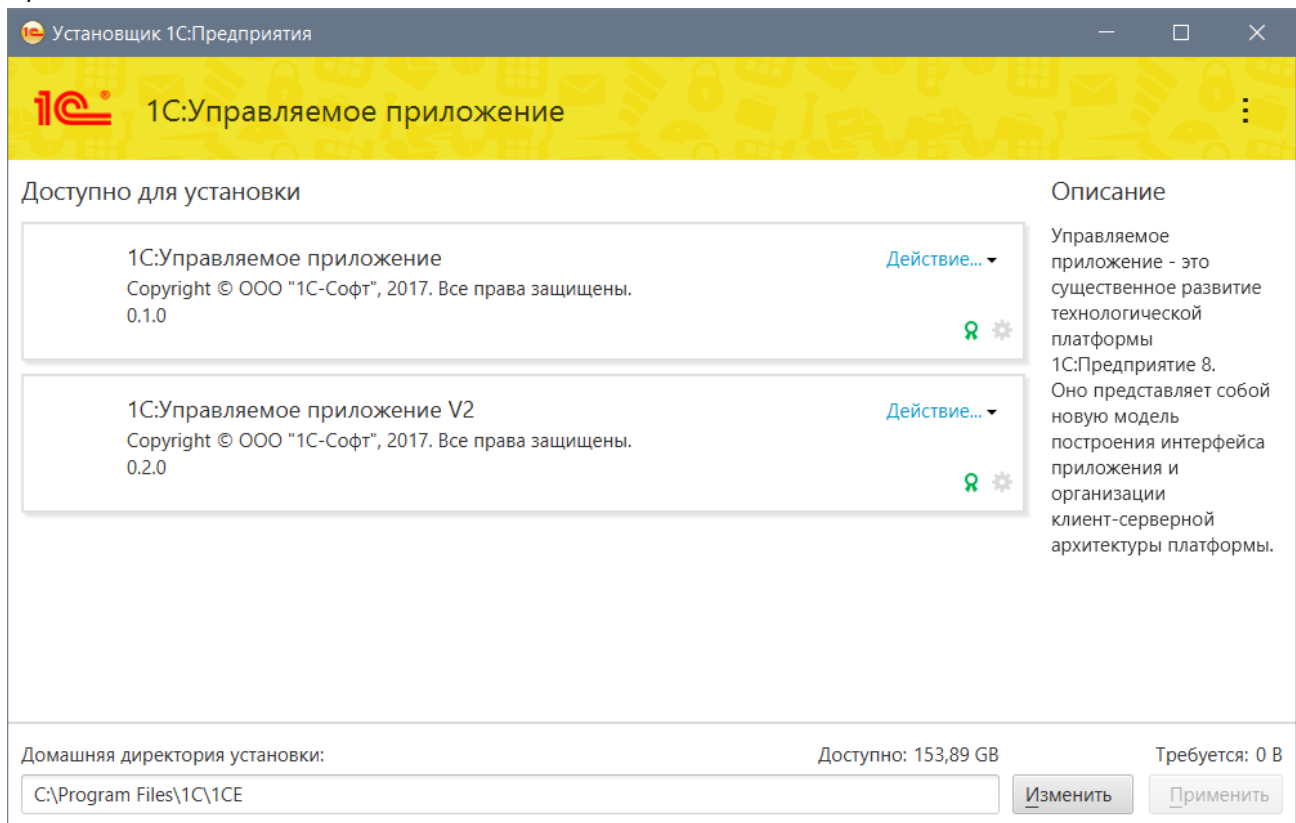 Установщик 1С:Предприятия
1С:Управляемое приложение
Доступно для установки
1С:Управляемое приложение
Действие...
Copyright © ООО "1С-Софт", 2017. Все права защищены.
0.1.0
1С:Управляемое приложение V2
Действие...
Copyright © ООО "1С-Софт", 2017. Все права защищены.
0.2.0
Описание
Управляемое
приложение - это
существенное развитие
технологической
платформы
1С:Предприятие 8.
Оно представляет собой
новую модель
построения интерфейса
приложения и
организации
клиент-серверной
архитектуры платформы.
Домашняя директория установки:
Доступно: 153,89 GB
Требуется: 0 B
C:\Program Files\1C\1CE
Изменить
Применить